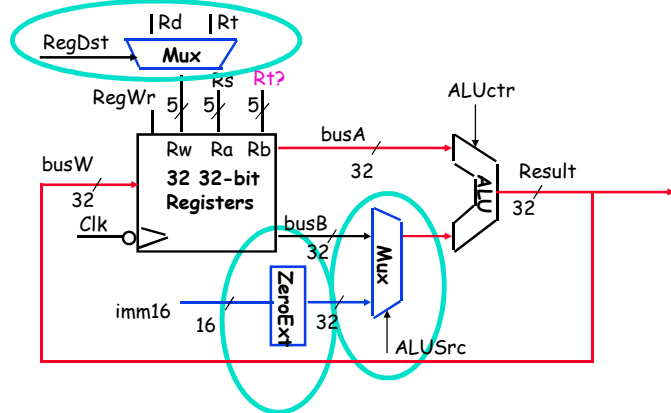 Rd Rt
RegDst
Mux
Rs Rt?
RegWr 5 5 5
ALUctr
busA
Rw Ra Rb
busW
32 32-bit
Registers
32
32
ALU
Result
32
Clk
busB
32
Mux
ZeroExt
imm16
16
32
ALUSrc